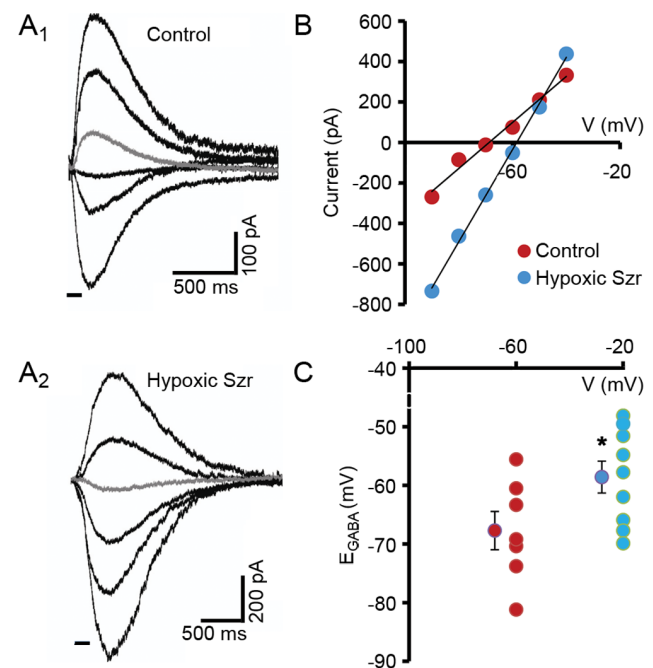 A1 Control
100 pA
500 ms
B
600
400
200
0
-200
-400
-600
-800
Current (pA)
V (mV)
-60 -20
Control
Hypoxic Szr
A2 Hypoxic Szr
200 pA
500 ms
C
-100 -60 -20
V (mV)
-40
-50
-60
-70
-80
-90
EGABA (mV)
*